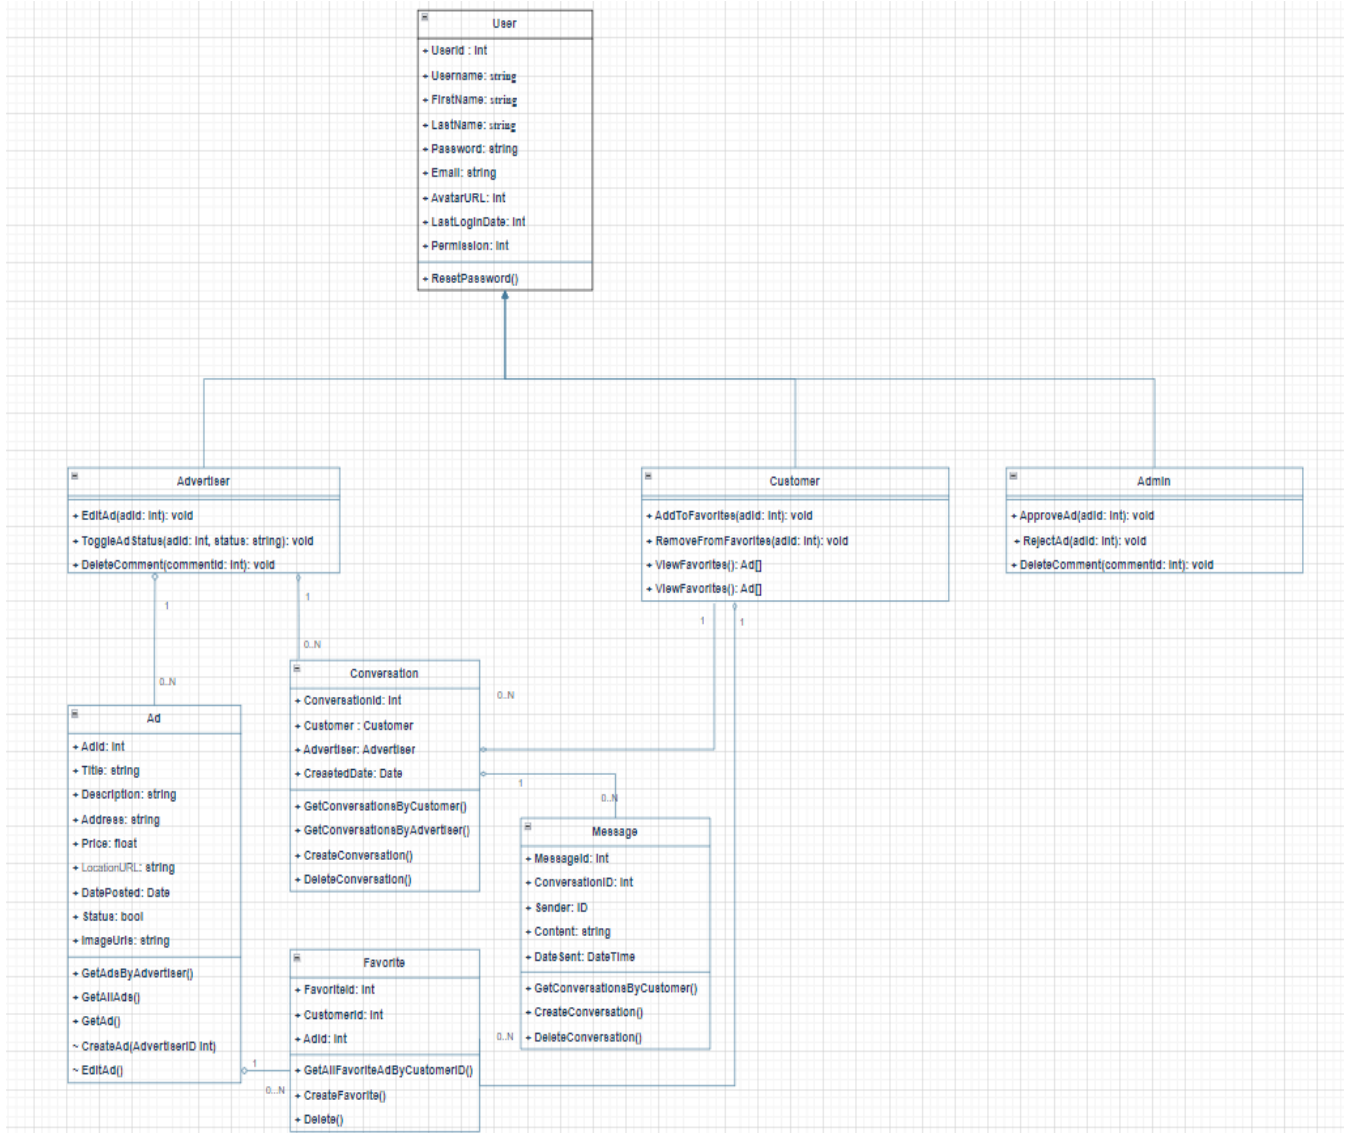 User
+ UserId : Int
+ Username: string
+ FirstName: string
+ LastName: string
+ Password: string
+ Email: string
+ AvatarURL: Int
+ LastLoginDate: Int
+ Permission: Int
+ ResetPassword()
Advertiser
+ EditAd(adId: Int): void
+ ToggleAdStatus(adId: Int, status: string): void
+ DeleteComment(commentId: Int): void
Customer
+ AddToFavorites(adId: Int): void
+ RemoveFromFavorites(adId: Int): void
+ ViewFavorites(): Ad[]
+ ViewFavorites(): Ad[]
Admin
+ ApproveAd(adId: Int): void
+ RejectAd(adId: Int): void
+ DeleteComment(commentId: Int): void
1
0..N
1
0..N
1
1
0..N
Conversation
+ ConversationId: Int
+ Customer : Customer
+ Advertiser: Advertiser
+ CreaetedDate: Date
+ GetConversationsByCustomer()
+ GetConversationsByAdvertiser()
+ CreateConversation()
+ DeleteConversation()
1
0..N
Ad
+ AdId: Int
+ Title: string
+ Description: string
+ Address: string
+ Price: float
+ LocationURL: string
+ DatePosted: Date
+ Status: bool
+ ImageUrls: string
+ GetAdsByAdvertiser()
+ GetAllAds()
+ GetAd()
~ CreateAd(AdvertiserID Int)
~ EditAd()
Message
+ MessageId: Int
+ ConversationID: Int
+ Sender: ID
+ Content: string
+ DateSent: DateTime
+ GetConversationsByCustomer()
+ CreateConversation()
+ DeleteConversation()
Favorite
+ FavoriteId: Int
+ CustomerId: Int
+ AdId: Int
+ GetAllFavoriteAdByCustomerID()
+ CreateFavorite()
+ Delete()
0..N
1
0...N